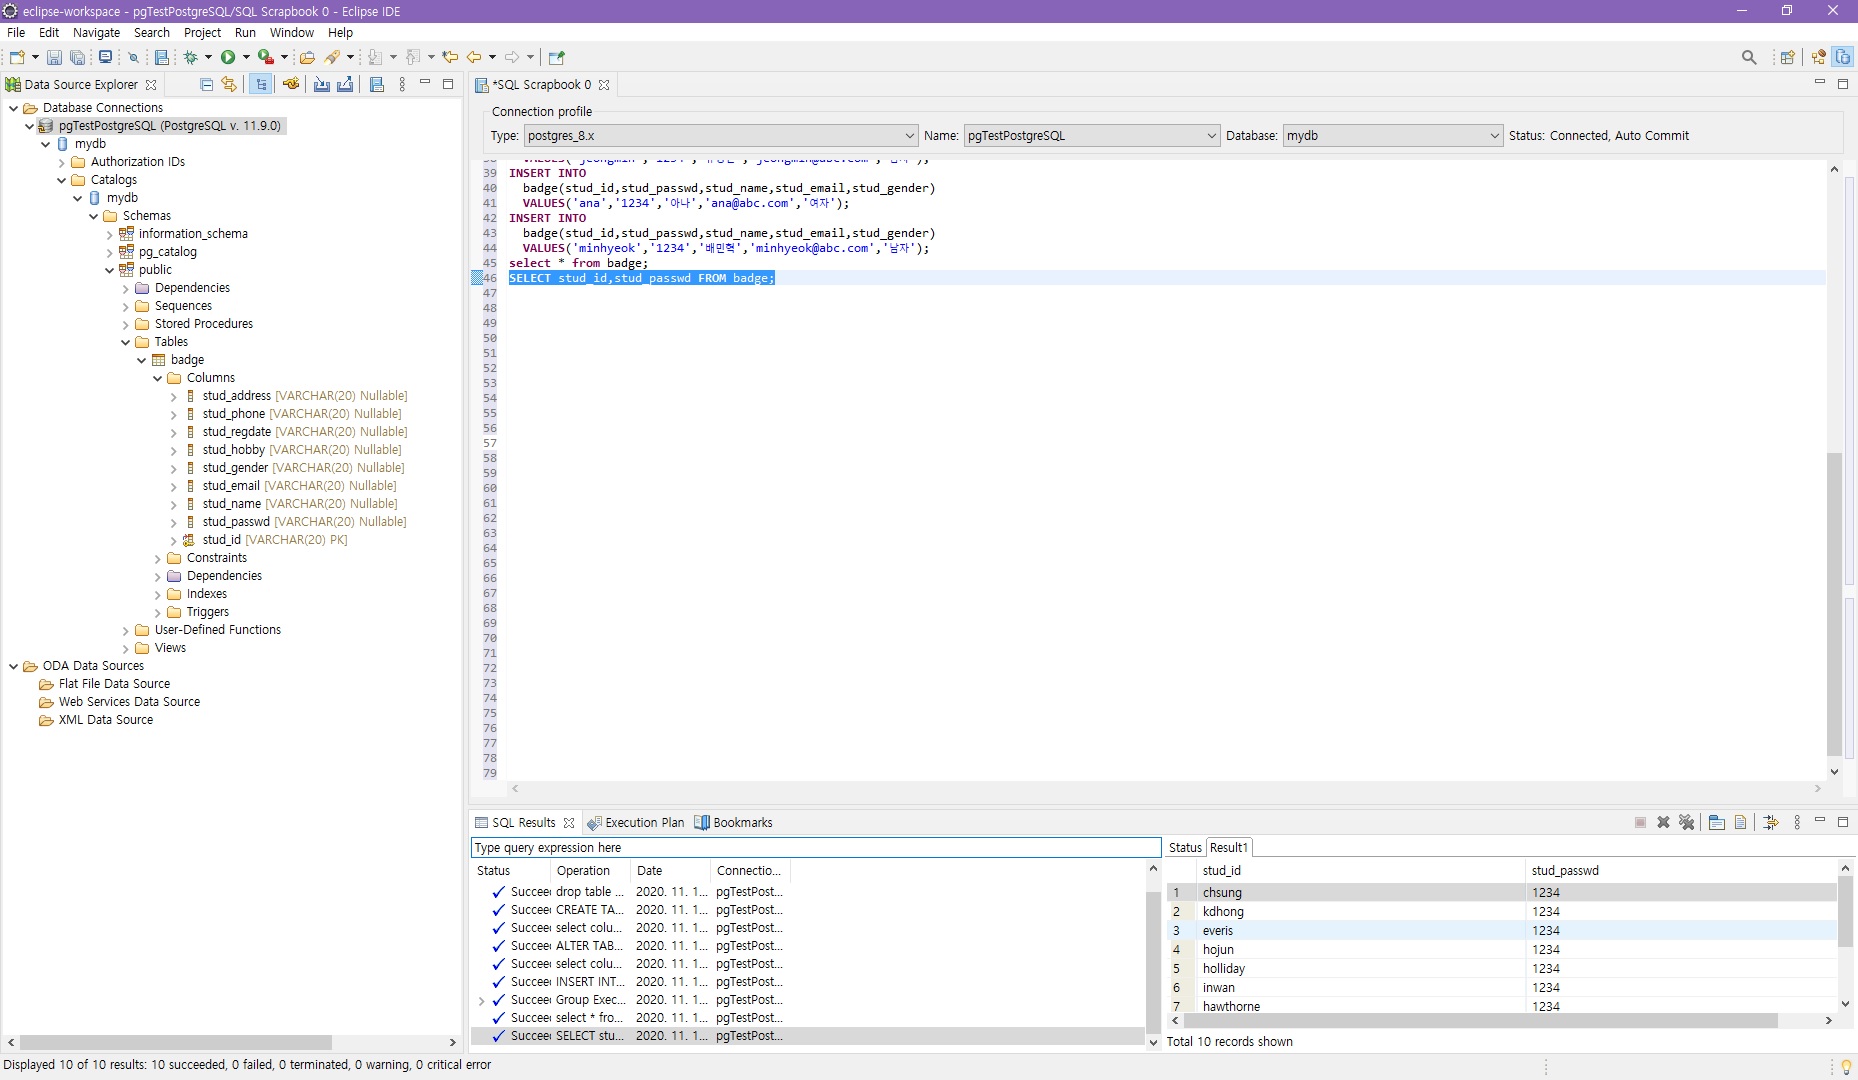 eclipse-workspace - pgTestPostgreSQL/SQL Scrapbook 0 - Eclipse IDE
File Edit Navigate Search Project Run Window Help
Data Source Explorer
Database Connections
pgTestPostgreSQL (PostgreSQL v. 11.9.0)
mydb
Authorization IDs
Catalogs
mydb
Schemas
information_schema
pg_catalog
public
Dependencies
Sequences
Stored Procedures
Tables
badge
Columns
stud_address [VARCHAR(20) Nullable]
stud_phone [VARCHAR(20) Nullable]
stud_regdate [VARCHAR(20) Nullable]
stud_hobby [VARCHAR(20) Nullable]
stud_gender [VARCHAR(20) Nullable]
stud_email [VARCHAR(20) Nullable]
stud_name [VARCHAR(20) Nullable]
stud_passwd [VARCHAR(20) Nullable]
stud_id [VARCHAR(20) PK]
Constraints
Dependencies
Indexes
Triggers
User-Defined Functions
Views
ODA Data Sources
Flat File Data Source
Web Services Data Source
XML Data Source
*SQL Scrapbook 0
Connection profile
Type: postgres_8.x Name: pgTestPostgreSQL Database: mydb Status: Connected, Auto Commit
39 INSERT INTO
40 badge(stud_id,stud_passwd,stud_name,stud_email,stud_gender)
41 VALUES('ana','1234','아나','ana@abc.com','여자');
42 INSERT INTO
43 badge(stud_id,stud_passwd,stud_name,stud_email,stud_gender)
44 VALUES('minhyeok','1234','배민혁','minhyeok@abc.com','남자');
45 select * from badge;
46 SELECT stud_id,stud_passwd FROM badge;
47
48
49
50
51
52
53
54
55
56
57
58
59
60
61
62
63
64
65
66
67
68
69
70
71
72
73
74
75
76
77
78
79
SQL Results Execution Plan Bookmarks
Type query expression here
Status Operation Date Connectio...
Succee drop table ... 2020. 11. 1... pgTestPost...
Succee CREATE TA... 2020. 11. 1... pgTestPost...
Succee select colu... 2020. 11. 1... pgTestPost...
Succee ALTER TAB... 2020. 11. 1... pgTestPost...
Succee select colu... 2020. 11. 1... pgTestPost...
Succee INSERT INT... 2020. 11. 1... pgTestPost...
Succee Group Exec... 2020. 11. 1... pgTestPost...
Succee select * fro... 2020. 11. 1... pgTestPost...
Succee SELECT stu... 2020. 11. 1... pgTestPost...
Status Result1
stud_id stud_passwd
1 chsung 1234
2 kdhong 1234
3 everis 1234
4 hojun 1234
5 holliday 1234
6 inwan 1234
7 hawthorne 1234
Total 10 records shown
Displayed 10 of 10 results: 10 succeeded, 0 failed, 0 terminated, 0 warning, 0 critical error